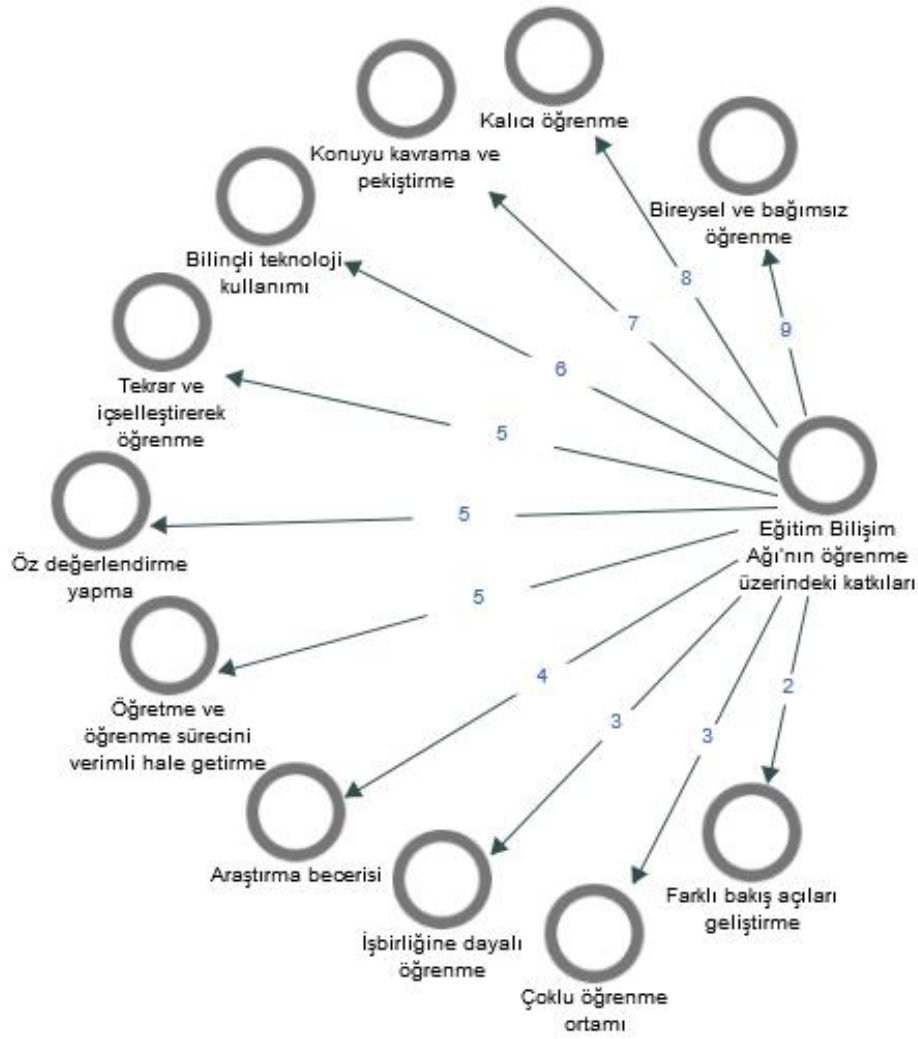 Kalıcı öğrenme
Konuyu kavrama ve
pekiştirme
Bireysel ve bağımsız
öğrenme
Bilinçli teknoloji
kullanımı
8
9
7
6
Tekrar ve
içselleştirerek
öğrenme
5
Öz değerlendirme
yapma
5
Eğitim Bilişim
Ağı'nın öğrenme
üzerindeki katkıları
5
Öğretme ve
öğrenme sürecini
verimli hale getirme
4
3
3
2
Araştırma becerisi
İşbirliğine dayalı
öğrenme
Çoklu öğrenme
ortamı
Farklı bakış açıları
geliştirme